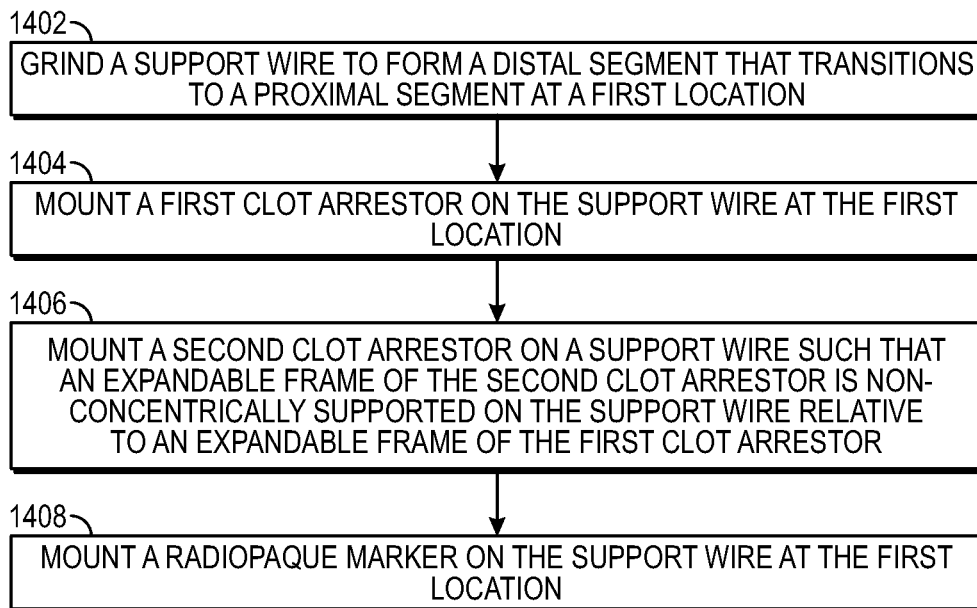 1402
GRIND A SUPPORT WIRE TO FORM A DISTAL SEGMENT THAT TRANSITIONS
TO A PROXIMAL SEGMENT AT A FIRST LOCATION
1404
MOUNT A FIRST CLOT ARRESTOR ON THE SUPPORT WIRE AT THE FIRST
LOCATION
1406
MOUNT A SECOND CLOT ARRESTOR ON A SUPPORT WIRE SUCH THAT
AN EXPANDABLE FRAME OF THE SECOND CLOT ARRESTOR IS NON-
CONCENTRICALLY SUPPORTED ON THE SUPPORT WIRE RELATIVE
TO AN EXPANDABLE FRAME OF THE FIRST CLOT ARRESTOR
1408
MOUNT A RADIOPAQUE MARKER ON THE SUPPORT WIRE AT THE FIRST
LOCATION